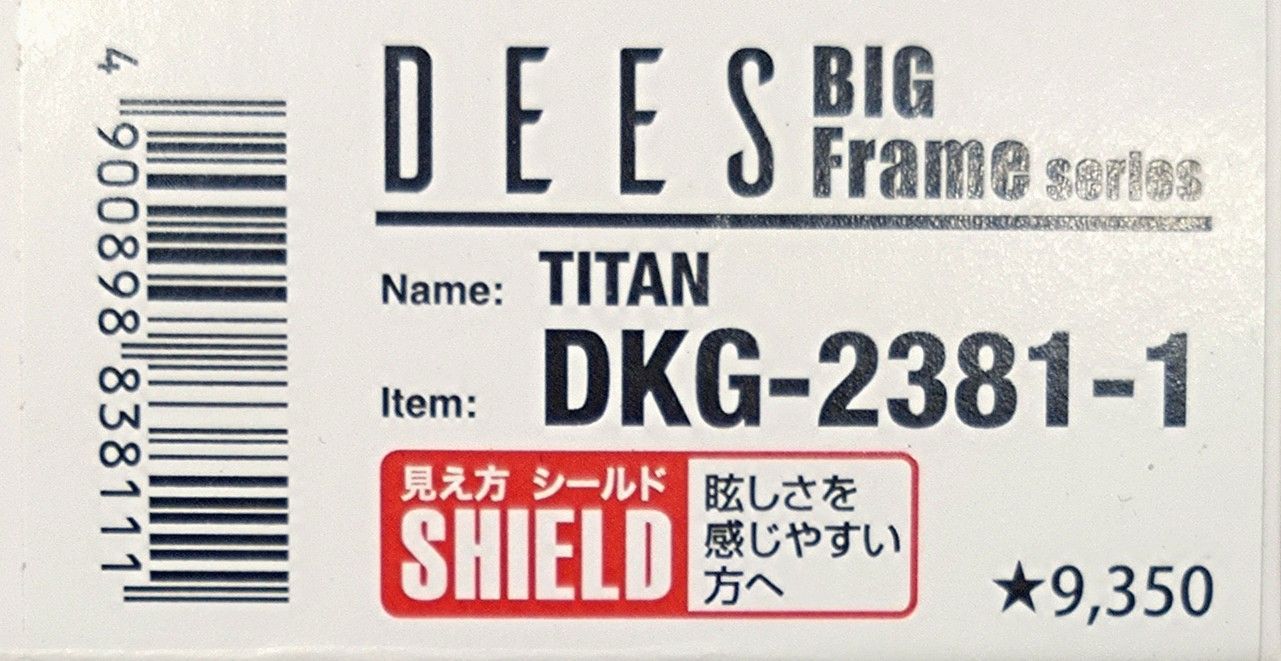 DEES BIG
Frame series
Name: TITAN
Item: DKG-2381-1
見え方 シールド
SHIELD
眩しさを
感じやすい
方へ
★9,350
4 900898 838111